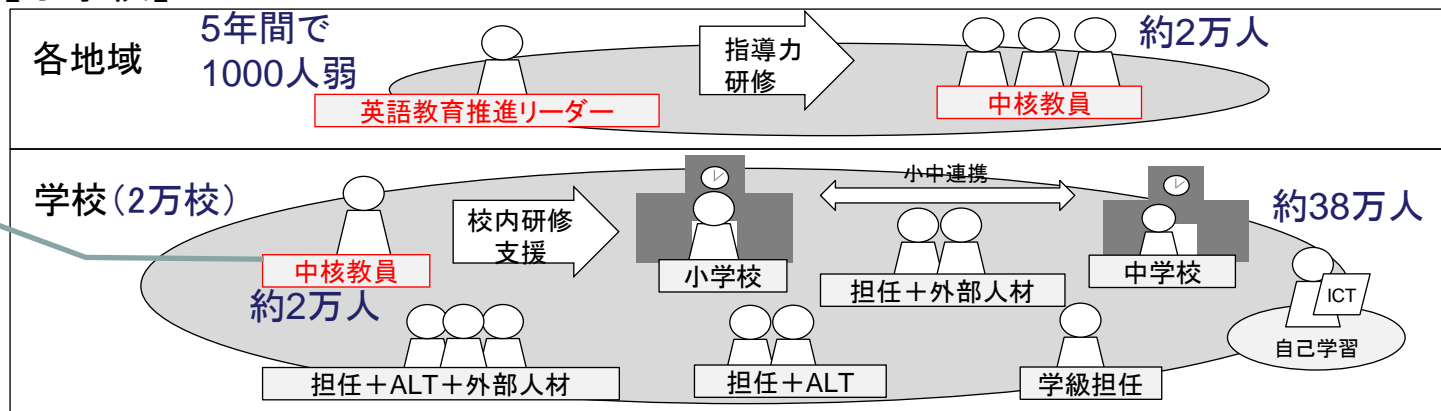 各地域
5年間で
1000人弱
英語教育推進リーダー
指導力
研修
約2万人
中核教員
学校(2万校)
中核教員
約2万人
校内研修
支援
小学校
小中連携
担任+外部人材
中学校
約38万人
ICT
自己学習
担任+ALT+外部人材
担任+ALT
学級担任